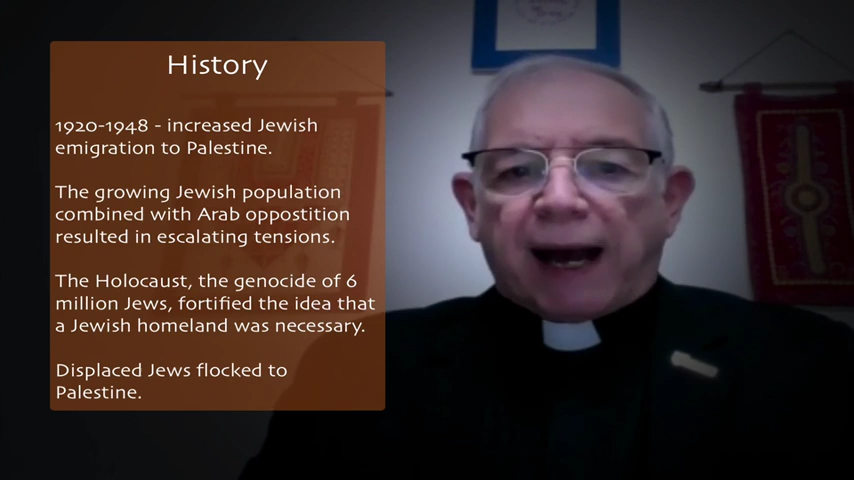 History
1920-1948 - increased Jewish
emigration to Palestine.
The growing Jewish population
combined with Arab oppostition
resulted in escalating tensions.
The Holocaust, the genocide of 6
million Jews, fortified the idea that
a Jewish homeland was necessary.
Displaced Jews flocked to
Palestine.